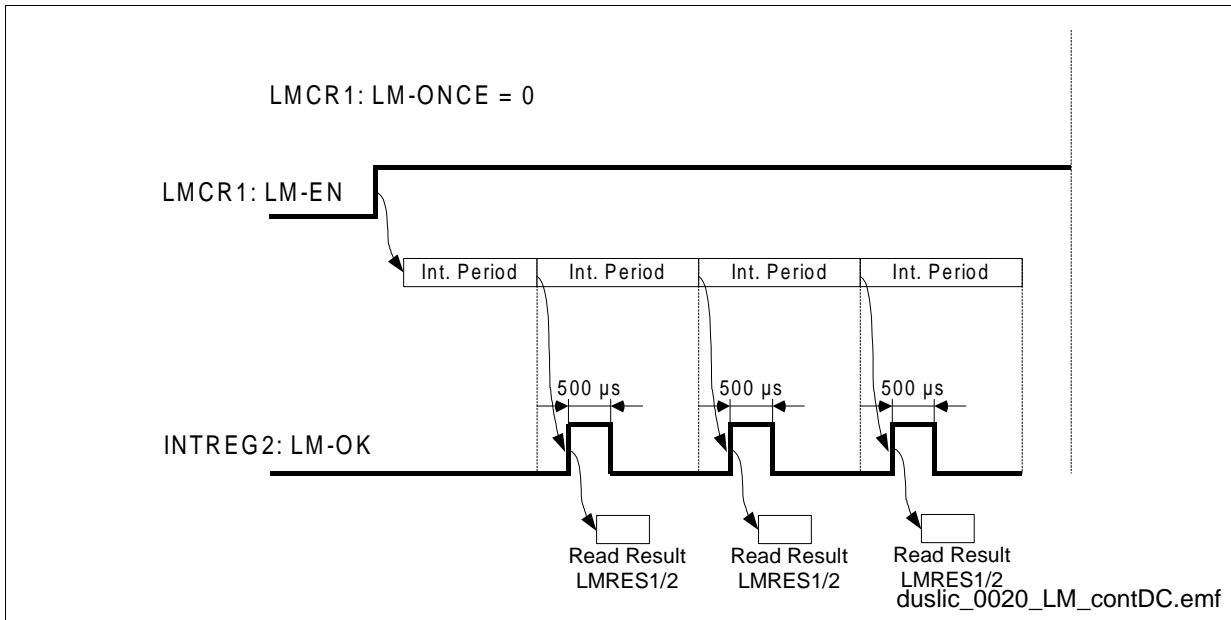 LMCR1: LM-ONCE = 0
LMCR1: LM-EN
Int. Period Int. Period Int. Period Int. Period
500 µs 500 µs 500 µs
INTREG2: LM-OK
Read Result Read Result Read Result
LMRES1/2 LMRES1/2 LMRES1/2
duslic_0020_LM_contDC.emf